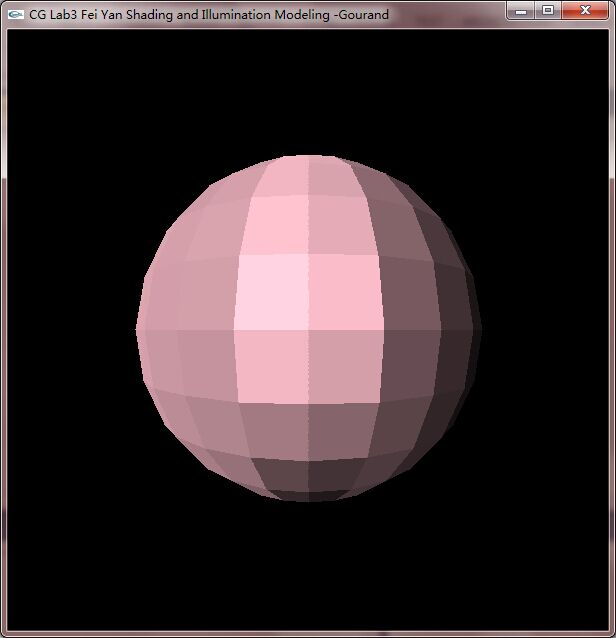 CG Lab3 Fei Yan Shading and Illumination Modeling -Gourand